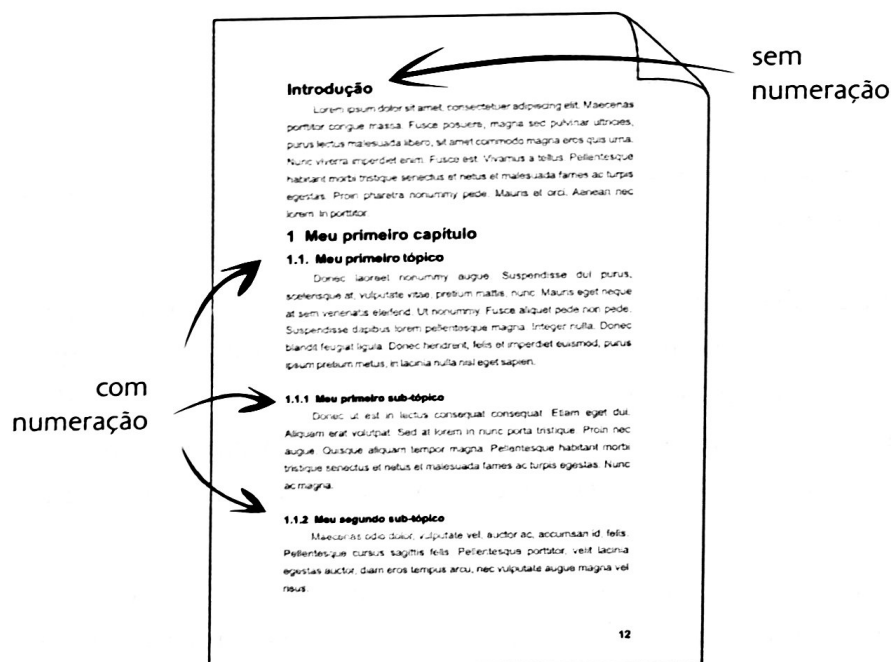 sem
numeração
Introdução
Lorem ipsum dolor sit amet, consectetuer adipiscing elit. Maecenas
porttitor congue massa. Fusce posuere, magna sed pulvinar ultricies,
purus lectus malesuada libero, sit amet commodo magna eros quis urna.
Nunc viverra imperdiet enim. Fusce est. Vivamus a tellus. Pellentesque
habitant morbi tristique senectus et netus et malesuada fames ac turpis
egestas. Proin pharetra nonummy pede. Mauris et orci. Aenean nec
lorem. In porttitor
1 Meu primeiro capítulo
1.1. Meu primeiro tópico
Donec laoreet nonummy augue. Suspendisse dui purus,
scelerisque at, vulputate vitae, pretium mattis, nunc. Mauris eget neque
at sem venenatis eleifend. Ut nonummy. Fusce aliquet pede non pede.
Suspendisse dapibus lorem pellentesque magna. Integer nulla. Donec
blandit feugiat ligula. Donec hendrerit, felis et imperdiet euismod, purus
ipsum pretium metus, in lacinia nulla nisl eget sapien.
com
numeração
1.1.1 Meu primeiro sub-tópico
Donec ut est in lectus consequat consequat. Etiam eget dui.
Aliquam erat volutpat. Sed at lorem in nunc porta tristique. Proin nec
augue. Quisque aliquam tempor magna. Pellentesque habitant morbi
tristique senectus et netus et malesuada fames ac turpis egestas. Nunc
ac magna.
1.1.2 Meu segundo sub-tópico
Maecenas odio dolor, vulputate vel, auctor ac, accumsan id, felis.
Pellentesque cursus sagittis felis. Pellentesque porttitor, velit lacinia
egestas auctor, diam eros tempus arcu, nec vulputate augue magna vel
risus.
12